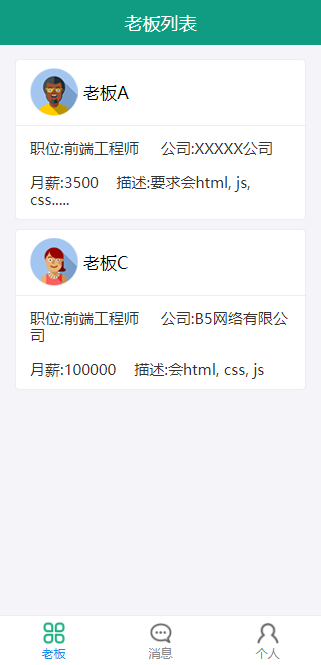 老板列表
老板A
职位:前端工程师 公司:XXXXX公司
月薪:3500 描述:要求会html, js,
css.....
老板C
职位:前端工程师 公司:B5网络有限公
司
月薪:100000 描述:会html, css, js
老板 消息 个人